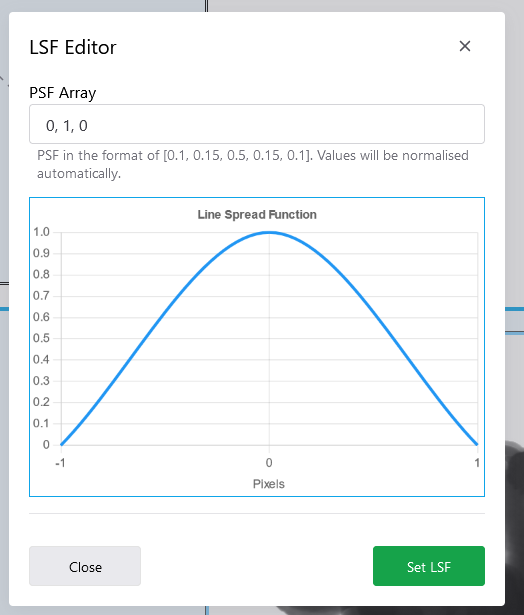 LSF Editor
×
PSF Array
0, 1, 0
PSF in the format of [0.1, 0.15, 0.5, 0.15, 0.1]. Values will be normalised
automatically.
Line Spread Function
1.0
0.9
0.8
0.7
0.6
0.5
0.4
0.3
0.2
0.1
0
-1 0 1
Pixels
Close Set LSF